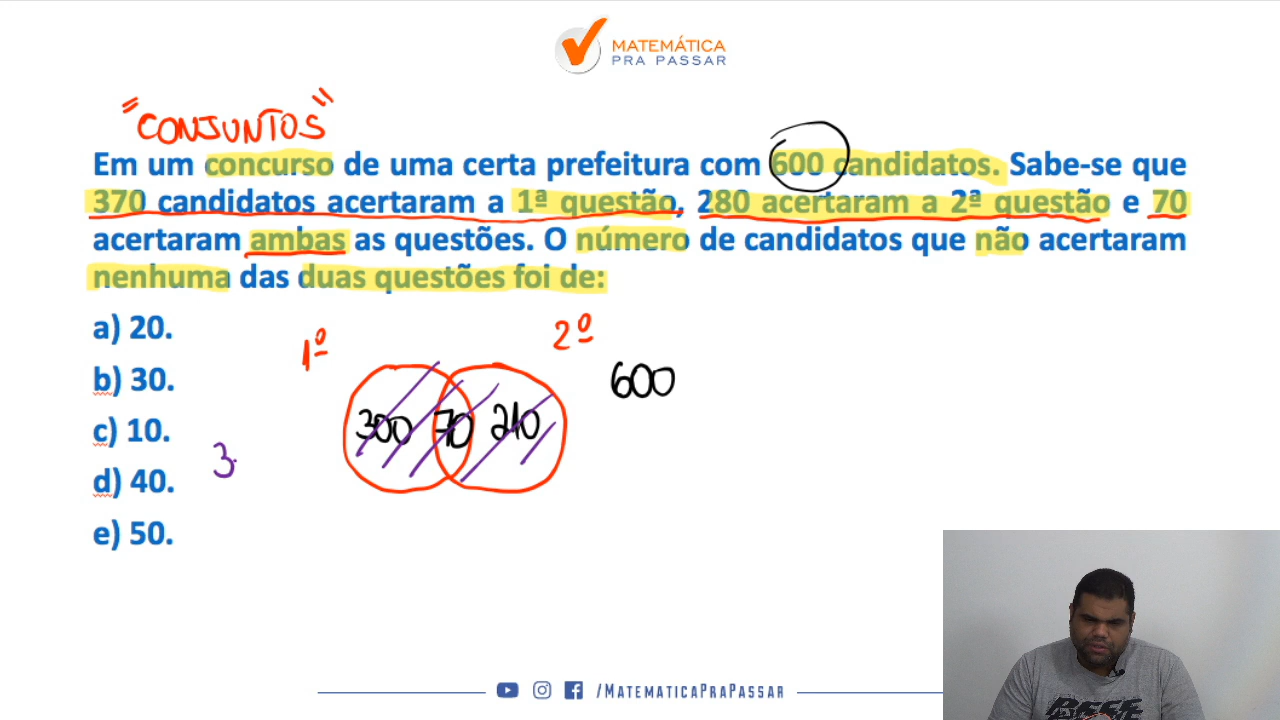 MATEMÁTICA
PRA PASSAR
"CONJUNTOS"
Em um concurso de uma certa prefeitura com 600 candidatos. Sabe-se que
370 candidatos acertaram a 1ª questão, 280 acertaram a 2ª questão e 70
acertaram ambas as questões. O número de candidatos que não acertaram
nenhuma das duas questões foi de:
a) 20.
b) 30.
c) 10.
d) 40.
e) 50.
1º
2º
600
300 70 210
3
/MATEMATICAPRAPASSAR